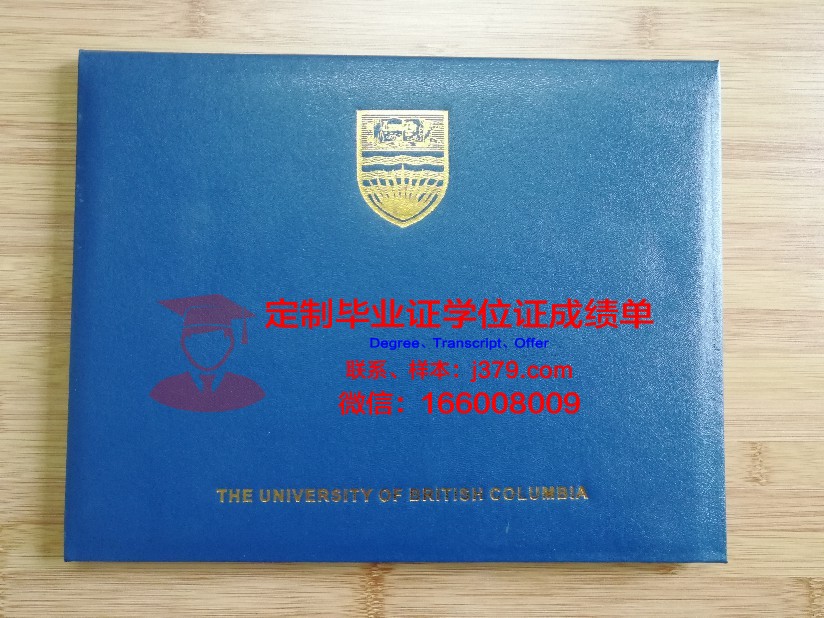 定制毕业证学位证成绩单
Degree、Transcript、Offer
联系、样本：j379.com
微信：166008009
THE UNIVERSITY OF BRITISH COLUMBIA